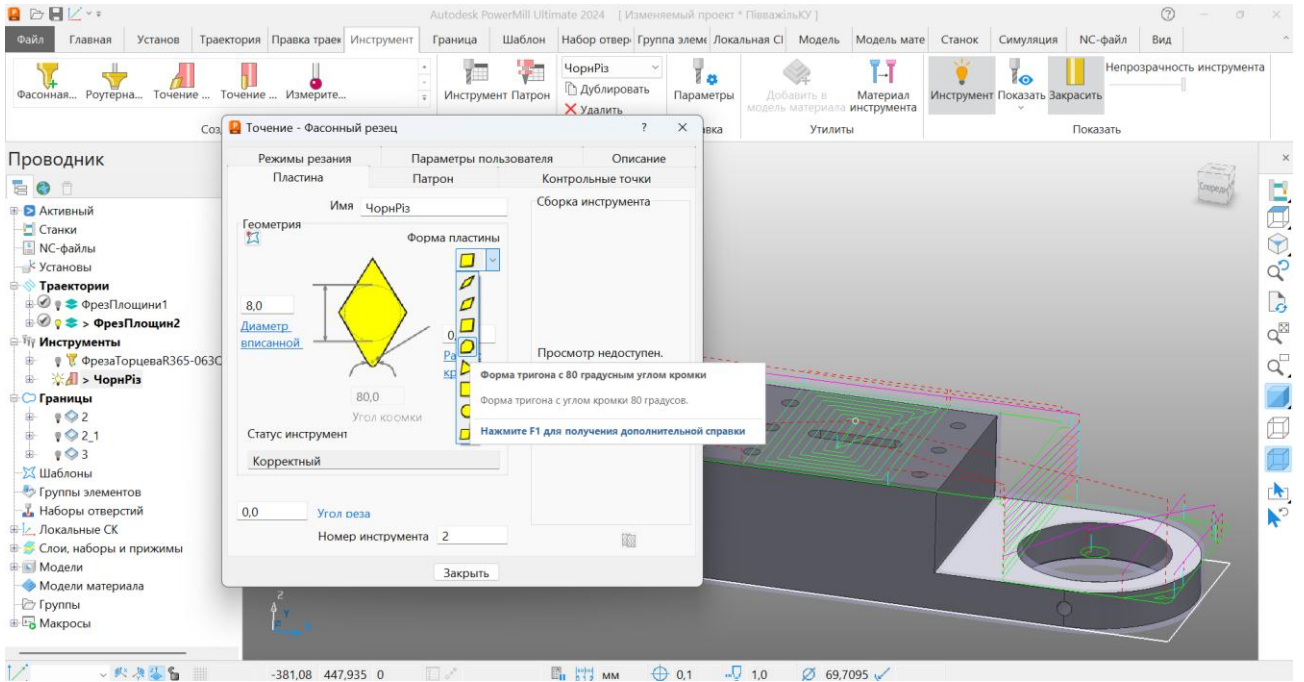 Autodesk PowerMill Ultimate 2024 [ Изменяемый проект * ПівважільКУ ]
Файл Главная Установ Траектория Правка траек Инструмент Граница Шаблон Набор отвер Группа элеме Локальная СІ Модель Модель мате Станок Симуляция NC-файл Вид
Фасонная... Роутерна... Точение ... Точение ... Измерите...
Инструмент Патрон
ЧорнРіз
Дублировать
Удалить
Параметры
Добавить в модель материала
Материал инструмента
Инструмент Показать Закрасить
Непрозрачность инструмента
Утилиты
Показать
Точение - Фасонный резец
Режимы резания Параметры пользователя Описание
Пластина Патрон Контрольные точки
Имя ЧорнРіз
Сборка инструмента
Геометрия
Форма пластины
8,0
Диаметр вписанной
80,0
Угол кромки
Просмотр недоступен.
Форма тригона с 80 градусным углом кромки
Форма тригона с углом кромки 80 градусов.
Нажмите F1 для получения дополнительной справки
Статус инструмент
Корректный
0,0 Угол реза
Номер инструмента 2
Закрыть
Проводник
Активный
Станки
NC-файлы
Установы
Траектории
ФрезПлощини1
> ФрезПлощин2
Инструменты
ФрезаТорцеваR365-063C
> ЧорнРіз
Границы
2
2_1
3
Шаблоны
Группы элементов
Наборы отверстий
Локальные СК
Слои, наборы и прижимы
Модели
Модели материала
Группы
Макросы
Спереди
Z
Y
-381,08 447,935 0 мм 0,1 1,0 69,7095